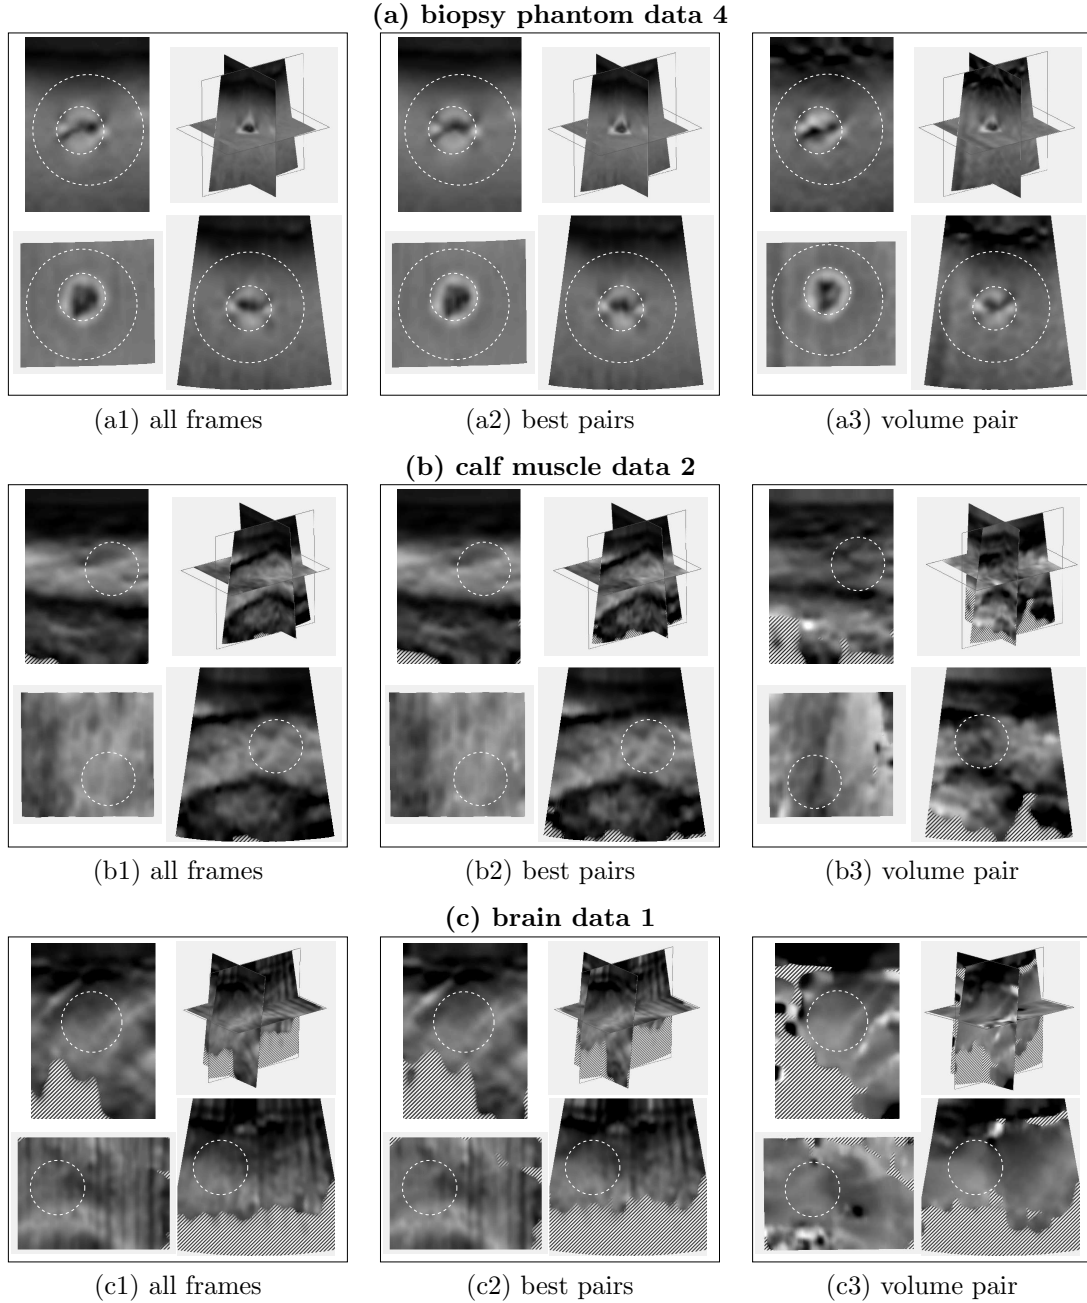 (a) biopsy phantom data 4
(a1) all frames
(a2) best pairs
(a3) volume pair
(b) calf muscle data 2
(b1) all frames
(b2) best pairs
(b3) volume pair
(c) brain data 1
(c1) all frames
(c2) best pairs
(c3) volume pair